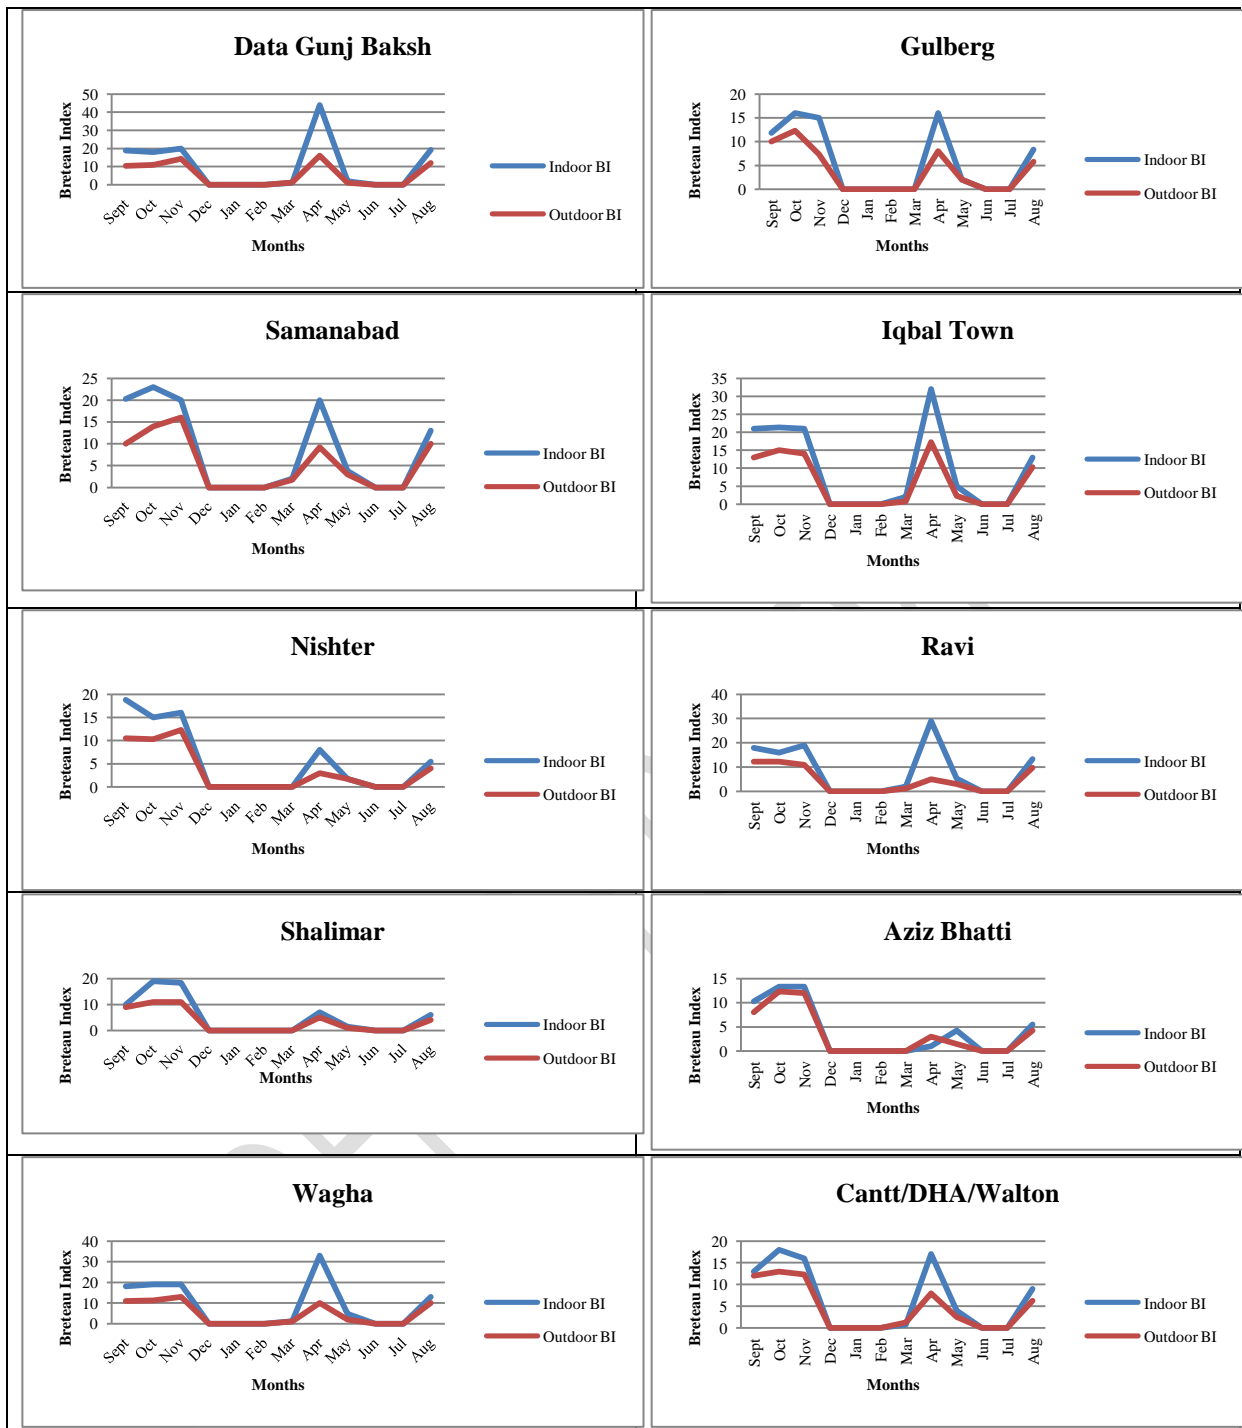 Data Gunj Baksh
Breteau Index
50
40
30
20
10
0
Sept Oct Nov Dec Jan Feb Mar Apr May Jun Jul Aug
Months
Indoor BI
Outdoor BI
Gulberg
Breteau Index
20
15
10
5
0
Sept Oct Nov Dec Jan Feb Mar Apr May Jun Jul Aug
Months
Indoor BI
Outdoor BI
Samanabad
Breteau Index
25
20
15
10
5
0
Sept Oct Nov Dec Jan Feb Mar Apr May Jun Jul Aug
Months
Indoor BI
Outdoor BI
Iqbal Town
Breteau Index
35
30
25
20
15
10
5
0
Sept Oct Nov Dec Jan Feb Mar Apr May Jun Jul Aug
Months
Indoor BI
Outdoor BI
Nishter
Breteau Index
20
15
10
5
0
Sept Oct Nov Dec Jan Feb Mar Apr May Jun Jul Aug
Months
Indoor BI
Outdoor BI
Ravi
Breteau Index
40
30
20
10
0
Sept Oct Nov Dec Jan Feb Mar Apr May Jun Jul Aug
Months
Indoor BI
Outdoor BI
Shalimar
Breteau Index
20
10
0
Sept Oct Nov Dec Jan Feb Mar Apr May Jun Jul Aug
Months
Indoor BI
Outdoor BI
Aziz Bhatti
Breteau Index
15
10
5
0
Sept Oct Nov Dec Jan Feb Mar Apr May Jun Jul Aug
Months
Indoor BI
Outdoor BI
Wagha
Breteau Index
40
30
20
10
0
Sept Oct Nov Dec Jan Feb Mar Apr May Jun Jul Aug
Months
Indoor BI
Outdoor BI
Cantt/DHA/Walton
Breteau Index
20
15
10
5
0
Sept Oct Nov Dec Jan Feb Mar Apr May Jun Jul Aug
Months
Indoor BI
Outdoor BI